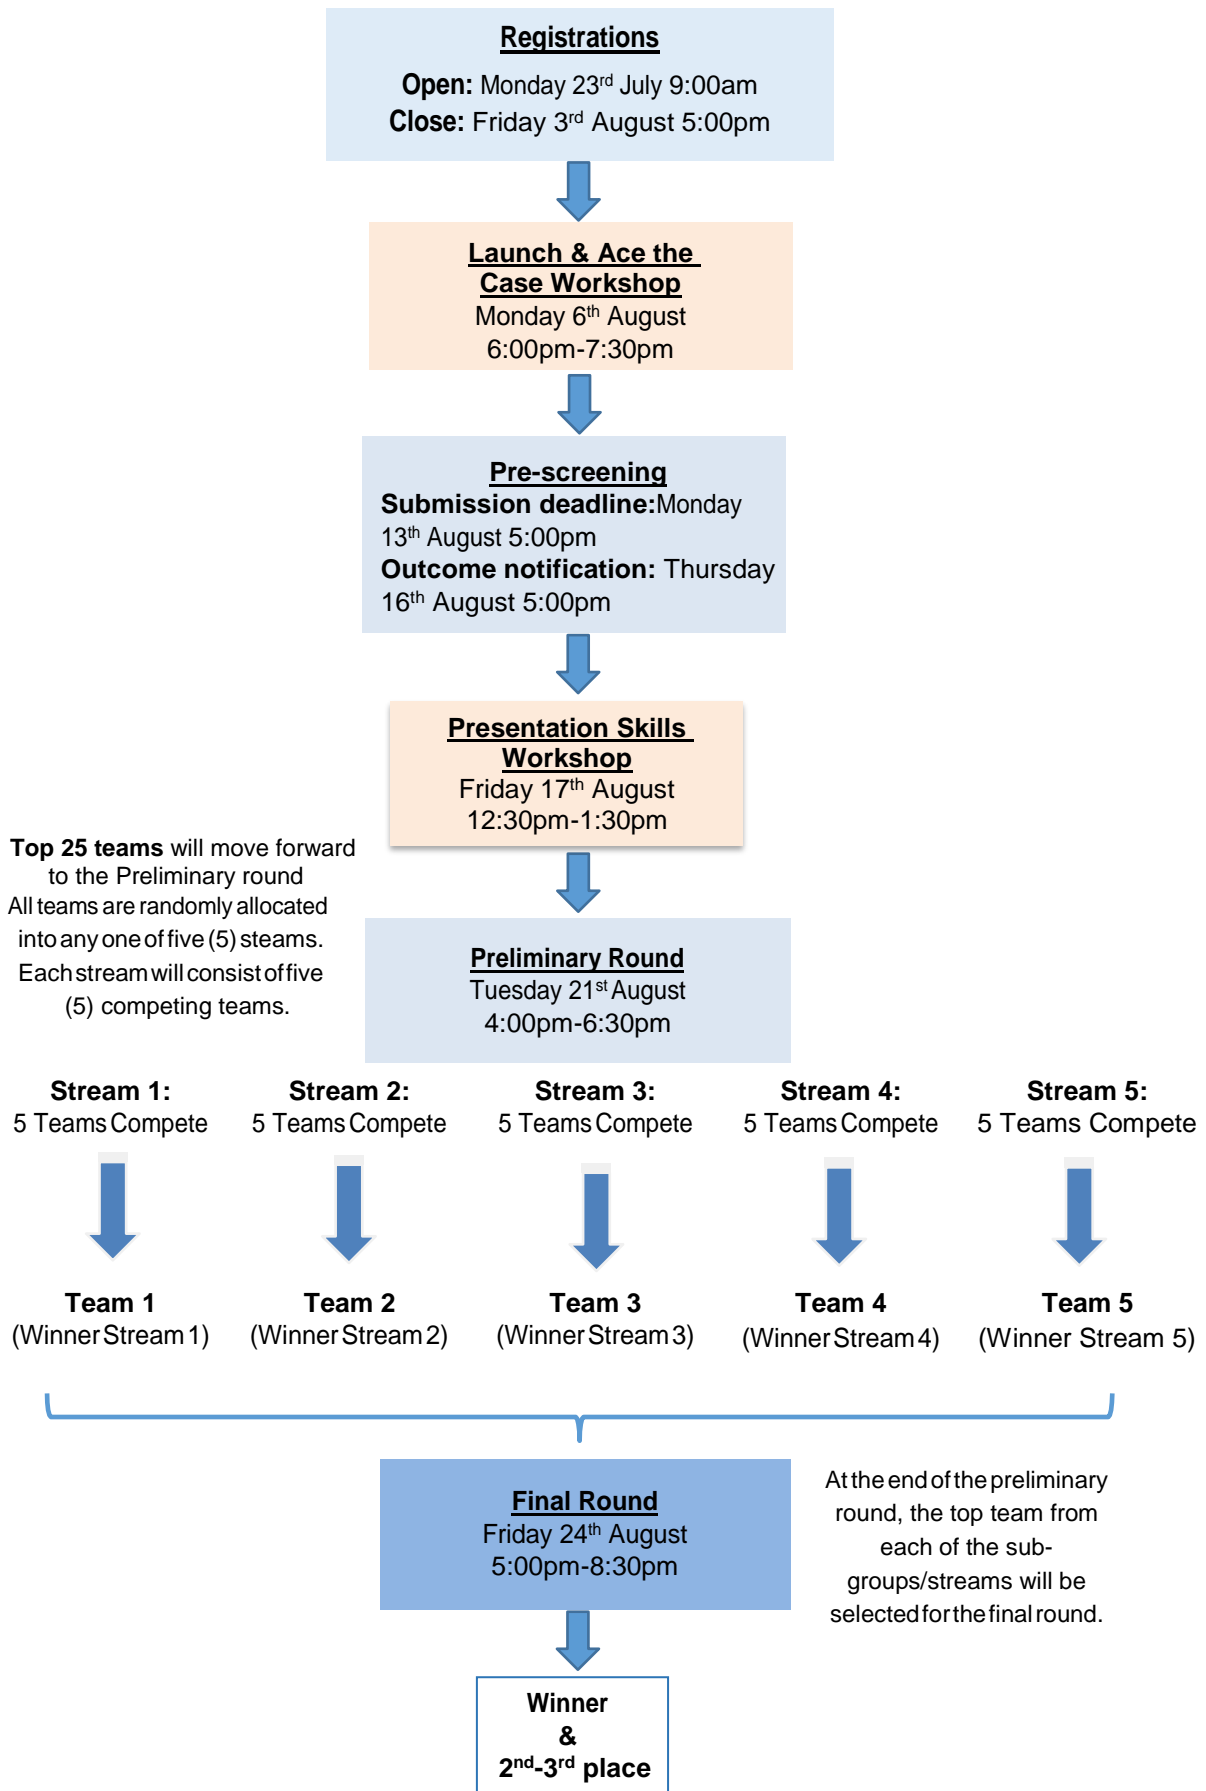 Registrations
Open: Monday 23rd July 9:00am
Close: Friday 3rd August 5:00pm
Launch & Ace the
Case Workshop
Monday 6th August
6:00pm-7:30pm
Pre-screening
Submission deadline:Monday
13th August 5:00pm
Outcome notification: Thursday
16th August 5:00pm
Presentation Skills
Workshop
Friday 17th August
12:30pm-1:30pm
Top 25 teams will move forward
to the Preliminary round
All teams are randomly allocated
into any one of five (5) steams.
Each stream will consist of five
(5) competing teams.
Preliminary Round
Tuesday 21st August
4:00pm-6:30pm
Stream 1:
5 Teams Compete
Stream 2:
5 Teams Compete
Stream 3:
5 Teams Compete
Stream 4:
5 Teams Compete
Stream 5:
5 Teams Compete
Team 1
(Winner Stream 1)
Team 2
(Winner Stream 2)
Team 3
(Winner Stream 3)
Team 4
(Winner Stream 4)
Team 5
(Winner Stream 5)
Final Round
Friday 24th August
5:00pm-8:30pm
At the end of the preliminary
round, the top team from
each of the sub-
groups/streams will be
selected for the final round.
Winner
&
2nd-3rd place